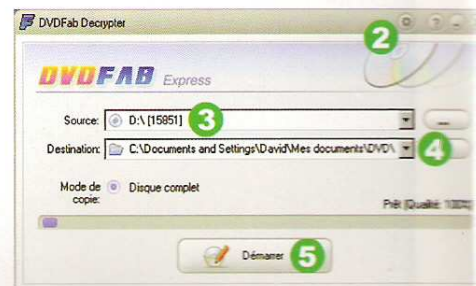 DVDFab Decrypter
2
DVDFAB Express
Source: D:\ [15851] 3
Destination: C:\Documents and Settings\David\Mes documents\DVD\ 4
Mode de copie: Disque complet
Prêt (Qualité: 100%
Démarrer 5